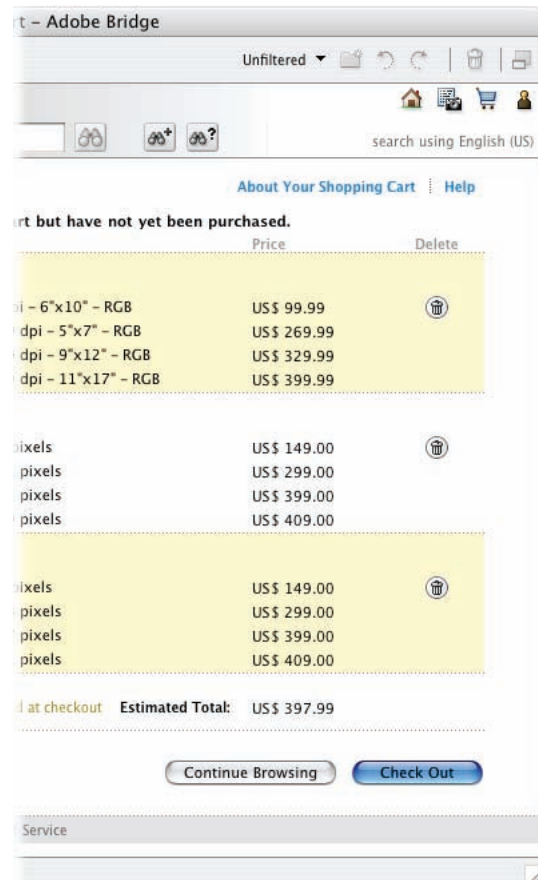 t – Adobe Bridge
Unfiltered
search using English (US)
About Your Shopping Cart Help
rt but have not yet been purchased.
Price Delete
pi – 6"x10" – RGB US$ 99.99
dpi – 5"x7" – RGB US$ 269.99
dpi – 9"x12" – RGB US$ 329.99
dpi – 11"x17" – RGB US$ 399.99
pixels US$ 149.00
pixels US$ 299.00
pixels US$ 399.00
pixels US$ 409.00
pixels US$ 149.00
pixels US$ 299.00
pixels US$ 399.00
pixels US$ 409.00
d at checkout Estimated Total: US$ 397.99
Continue Browsing Check Out
Service